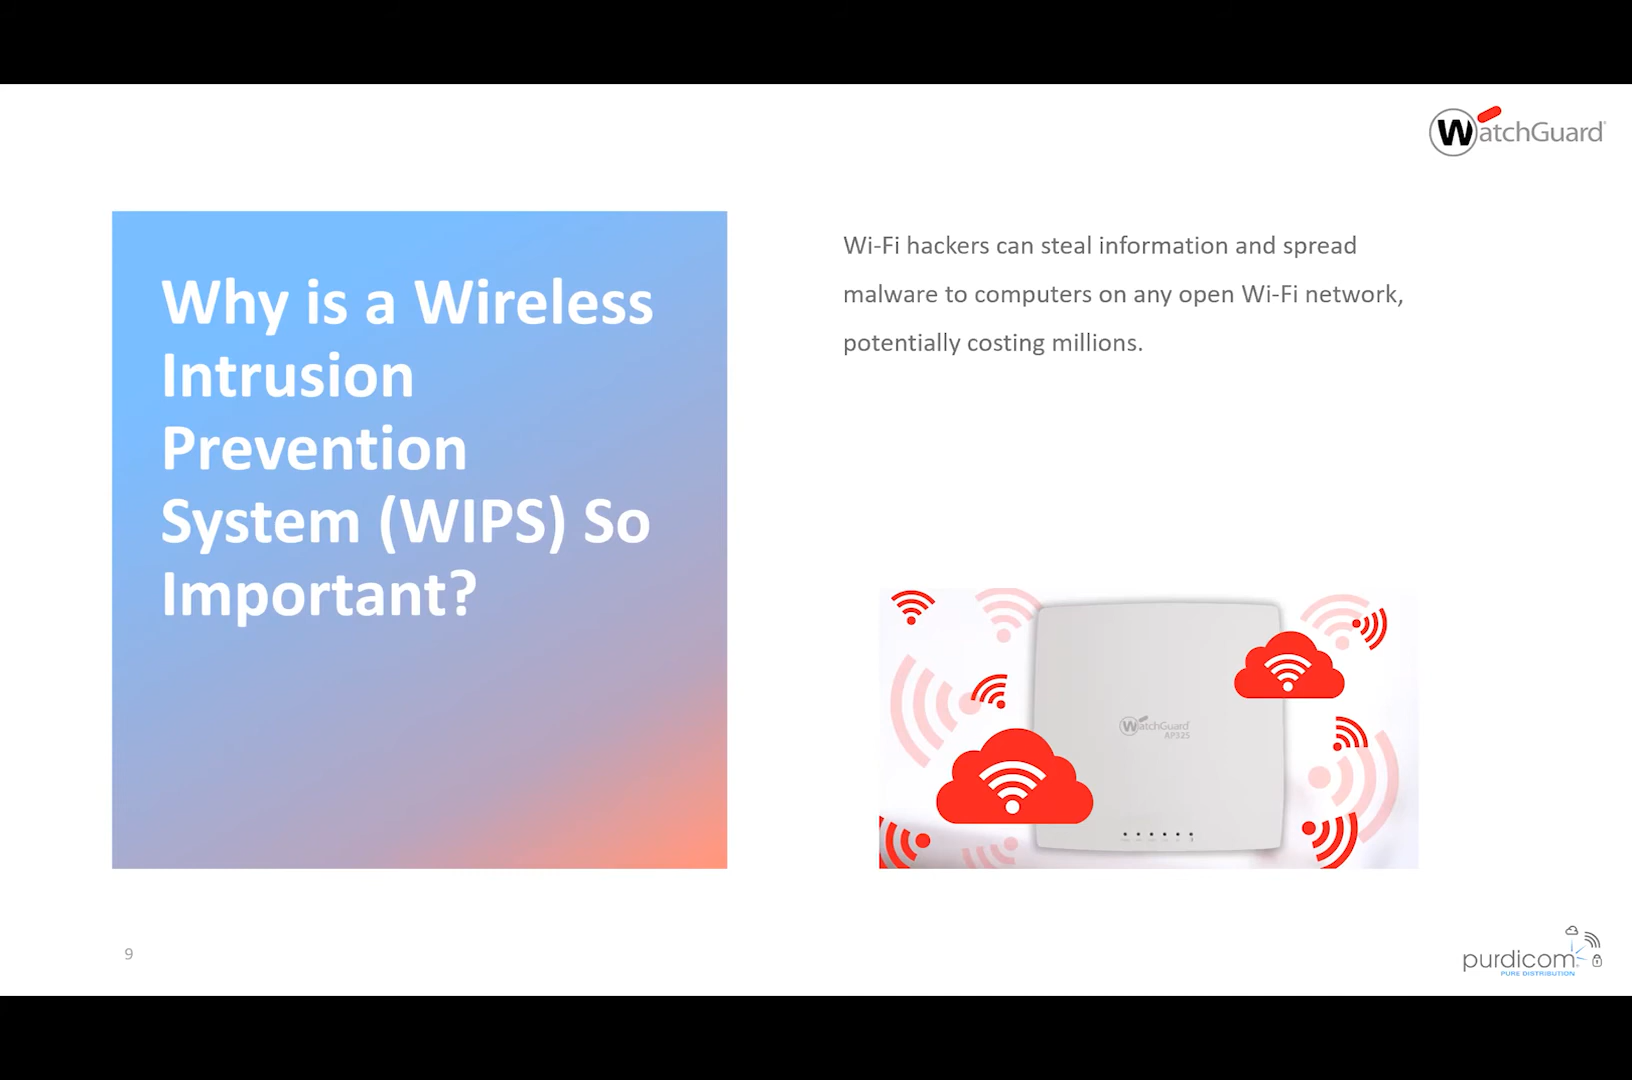 WatchGuard
Why is a Wireless
Intrusion
Prevention
System (WIPS) So
Important?
Wi-Fi hackers can steal information and spread
malware to computers on any open Wi-Fi network,
potentially costing millions.
WatchGuard
AP325
9
purdicom
PURE DISTRIBUTION